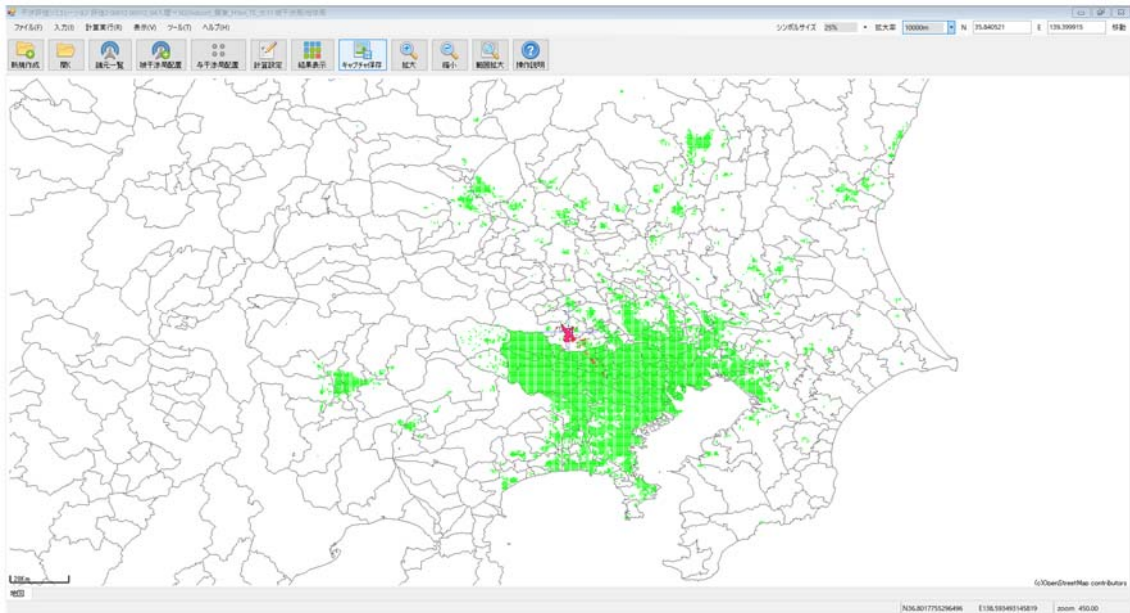 ファイル(F) 入力(I) 計算実行(R) 表示(V) ツール(T) ヘルプ(H)
シンボルサイズ 25% 拡大率 10000m N 35.840521 E 139.399915 移動
新規作成 開く 諸元一覧 被干渉局配置 与干渉局配置 計算設定 結果表示 キャプチャ保存 拡大 縮小 範囲拡大 操作説明
(c)OpenStreetMap contributors
地図
N36.8017755296496 E138.593493145819 zoom 450.00